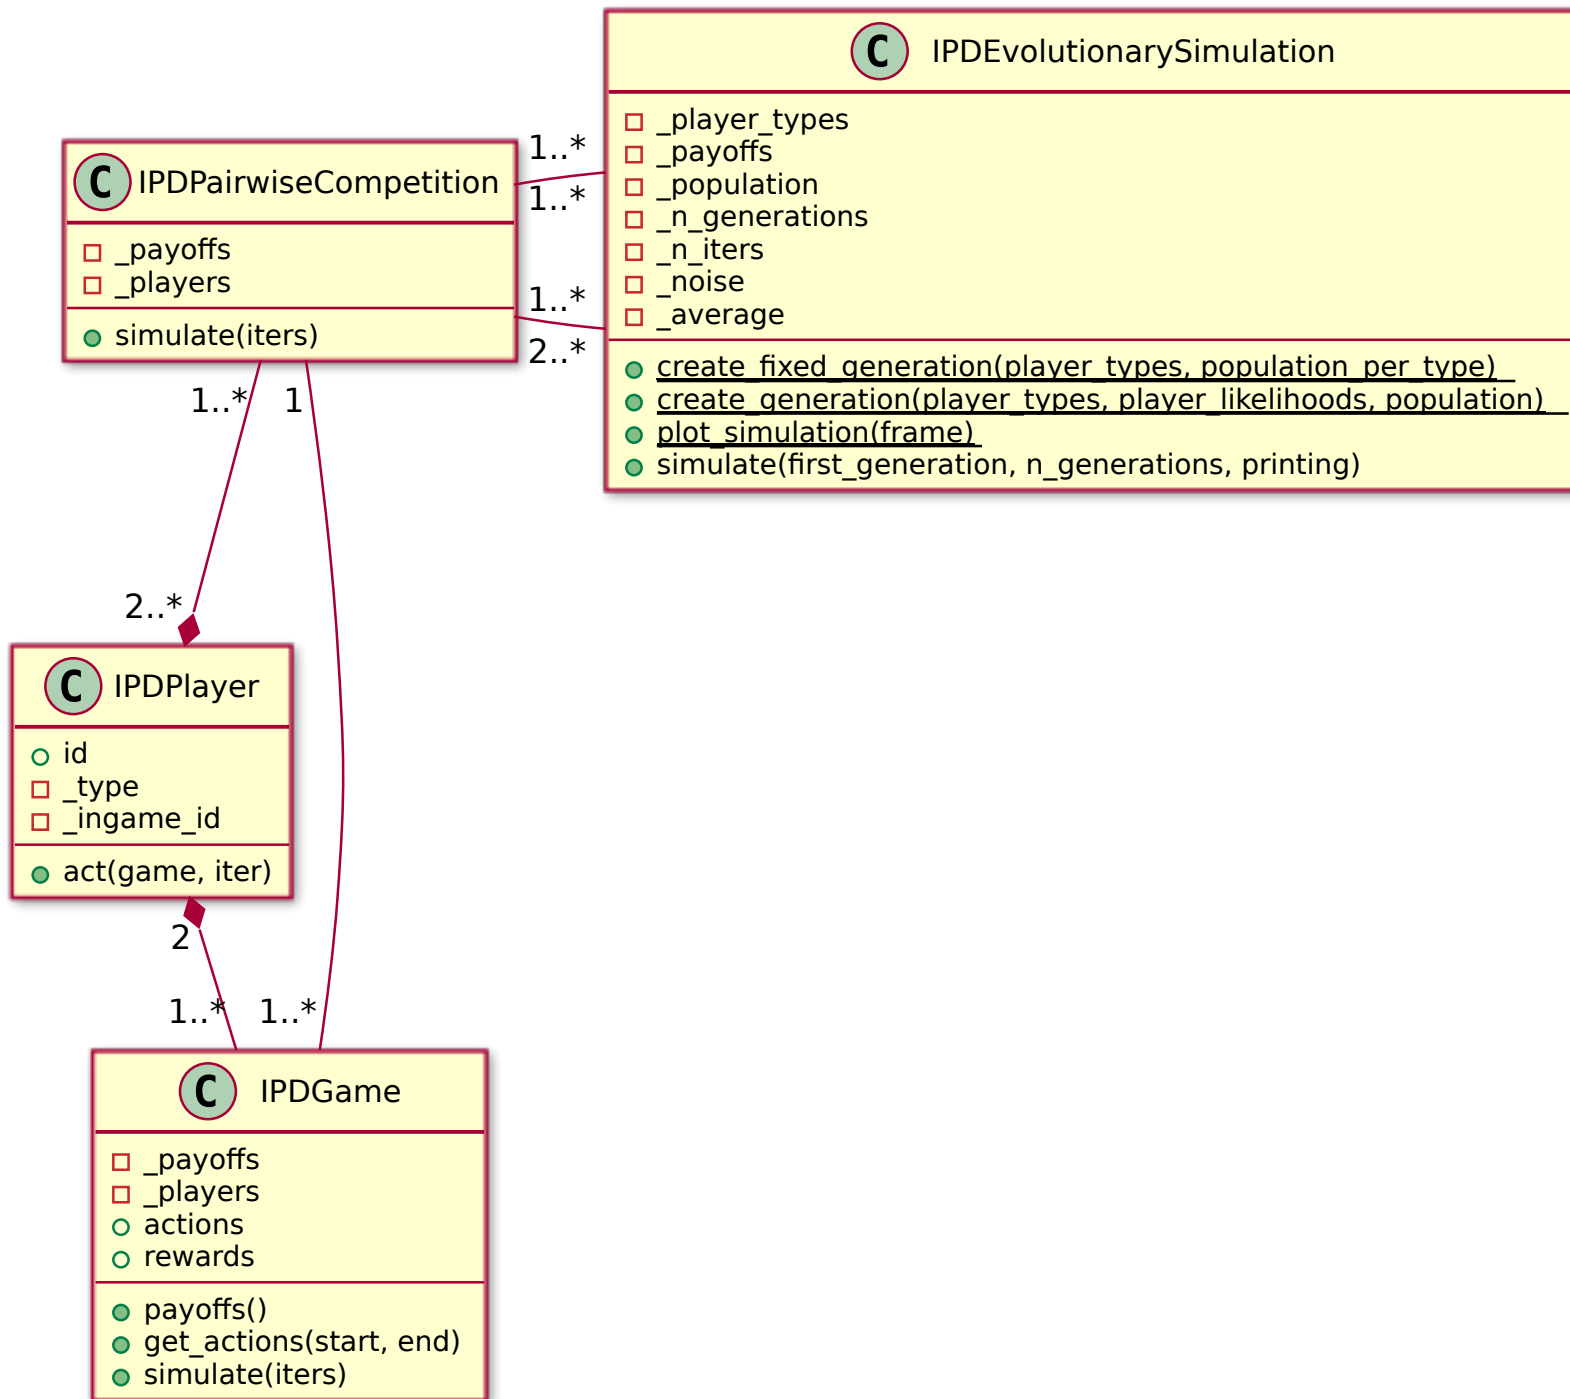 C IPDEvolutionarySimulation
_player_types
_payoffs
_population
_n_generations
_n_iters
_noise
_average
create_fixed_generation(player_types, population_per_type)
create_generation(player_types, player_likelihoods, population)
plot_simulation(frame)
simulate(first_generation, n_generations, printing)
C IPDPairwiseCompetition
_payoffs
_players
simulate(iters)
1..*
1..*
1..*
2..*
1..* 1
2..*
C IPDPlayer
id
_type
_ingame_id
act(game, iter)
2
1..* 1..*
C IPDGame
_payoffs
_players
actions
rewards
payoffs()
get_actions(start, end)
simulate(iters)